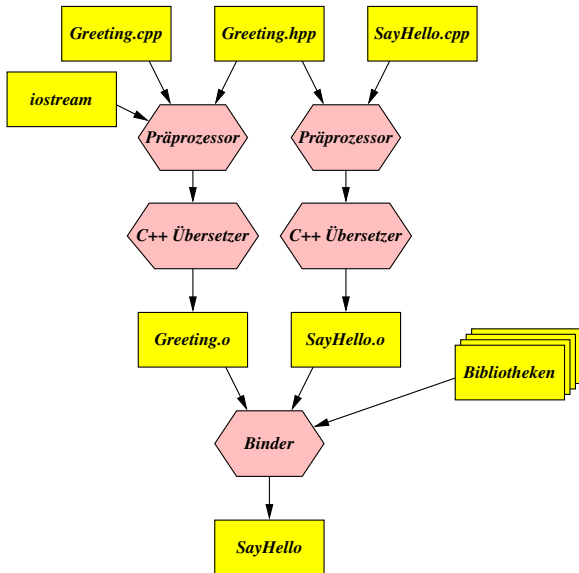 Greeting.cpp
Greeting.hpp
SayHello.cpp
iostream
Präprozessor
Präprozessor
C++ Übersetzer
C++ Übersetzer
Greeting.o
SayHello.o
Bibliotheken
Binder
SayHello